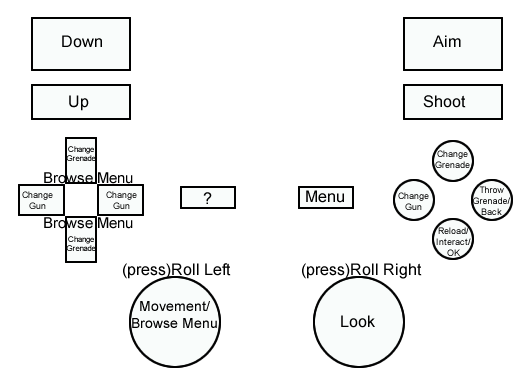 Down
Aim
Up
Shoot
Change
Grenade
Browse Menu
Change
Gun
Change
Gun
Browse Menu
Change
Grenade
?
Menu
Change
Grenade
Change
Gun
Throw
Grenade/
Back
Reload/
Interact/
OK
(press)Roll Left
(press)Roll Right
Movement/
Browse Menu
Look